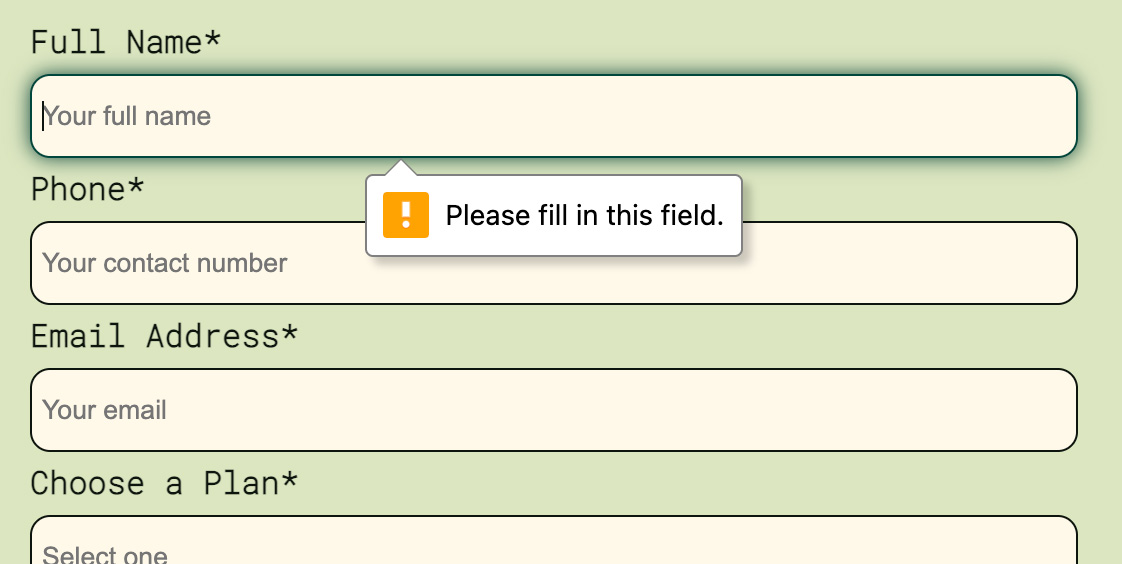 Full Name*
Your full name
Phone*
Please fill in this field.
Your contact number
Email Address*
Your email
Choose a Plan*
Select one